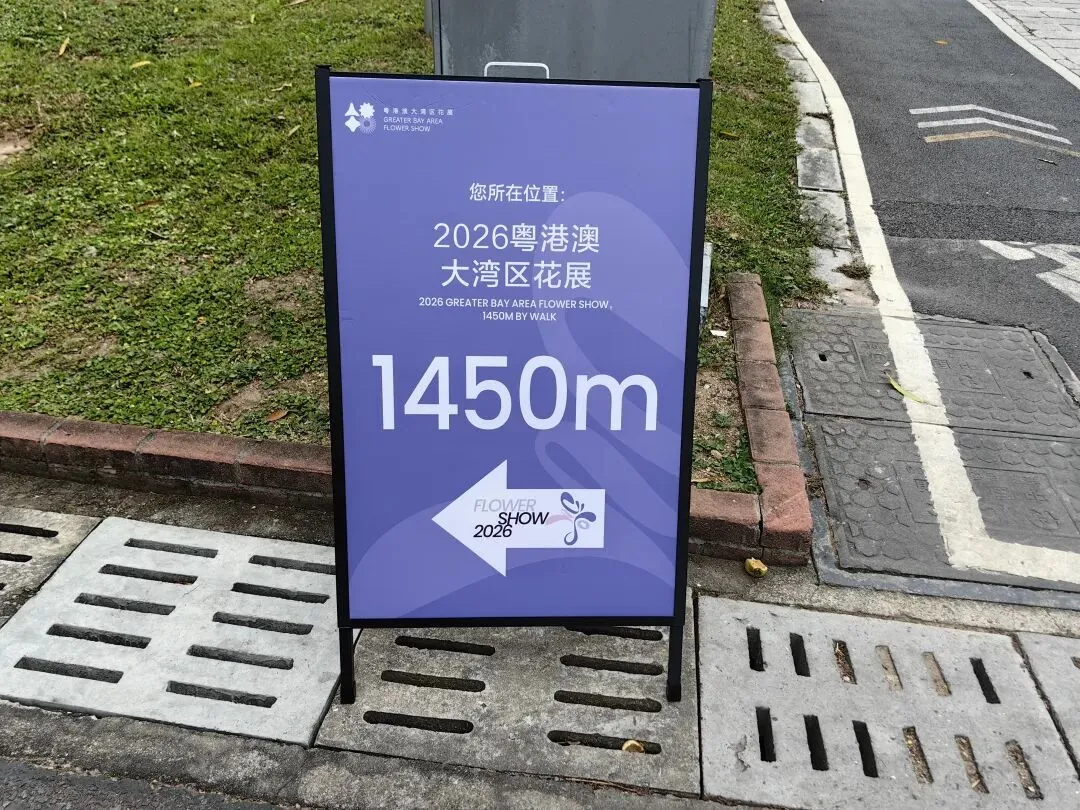 粤港澳大湾区花展
GREATER BAY AREA
FLOWER SHOW
您所在位置：
2026粤港澳
大湾区花展
2026 GREATER BAY AREA FLOWER SHOW,
1450M BY WALK
1450m
FLOWER
SHOW
2026